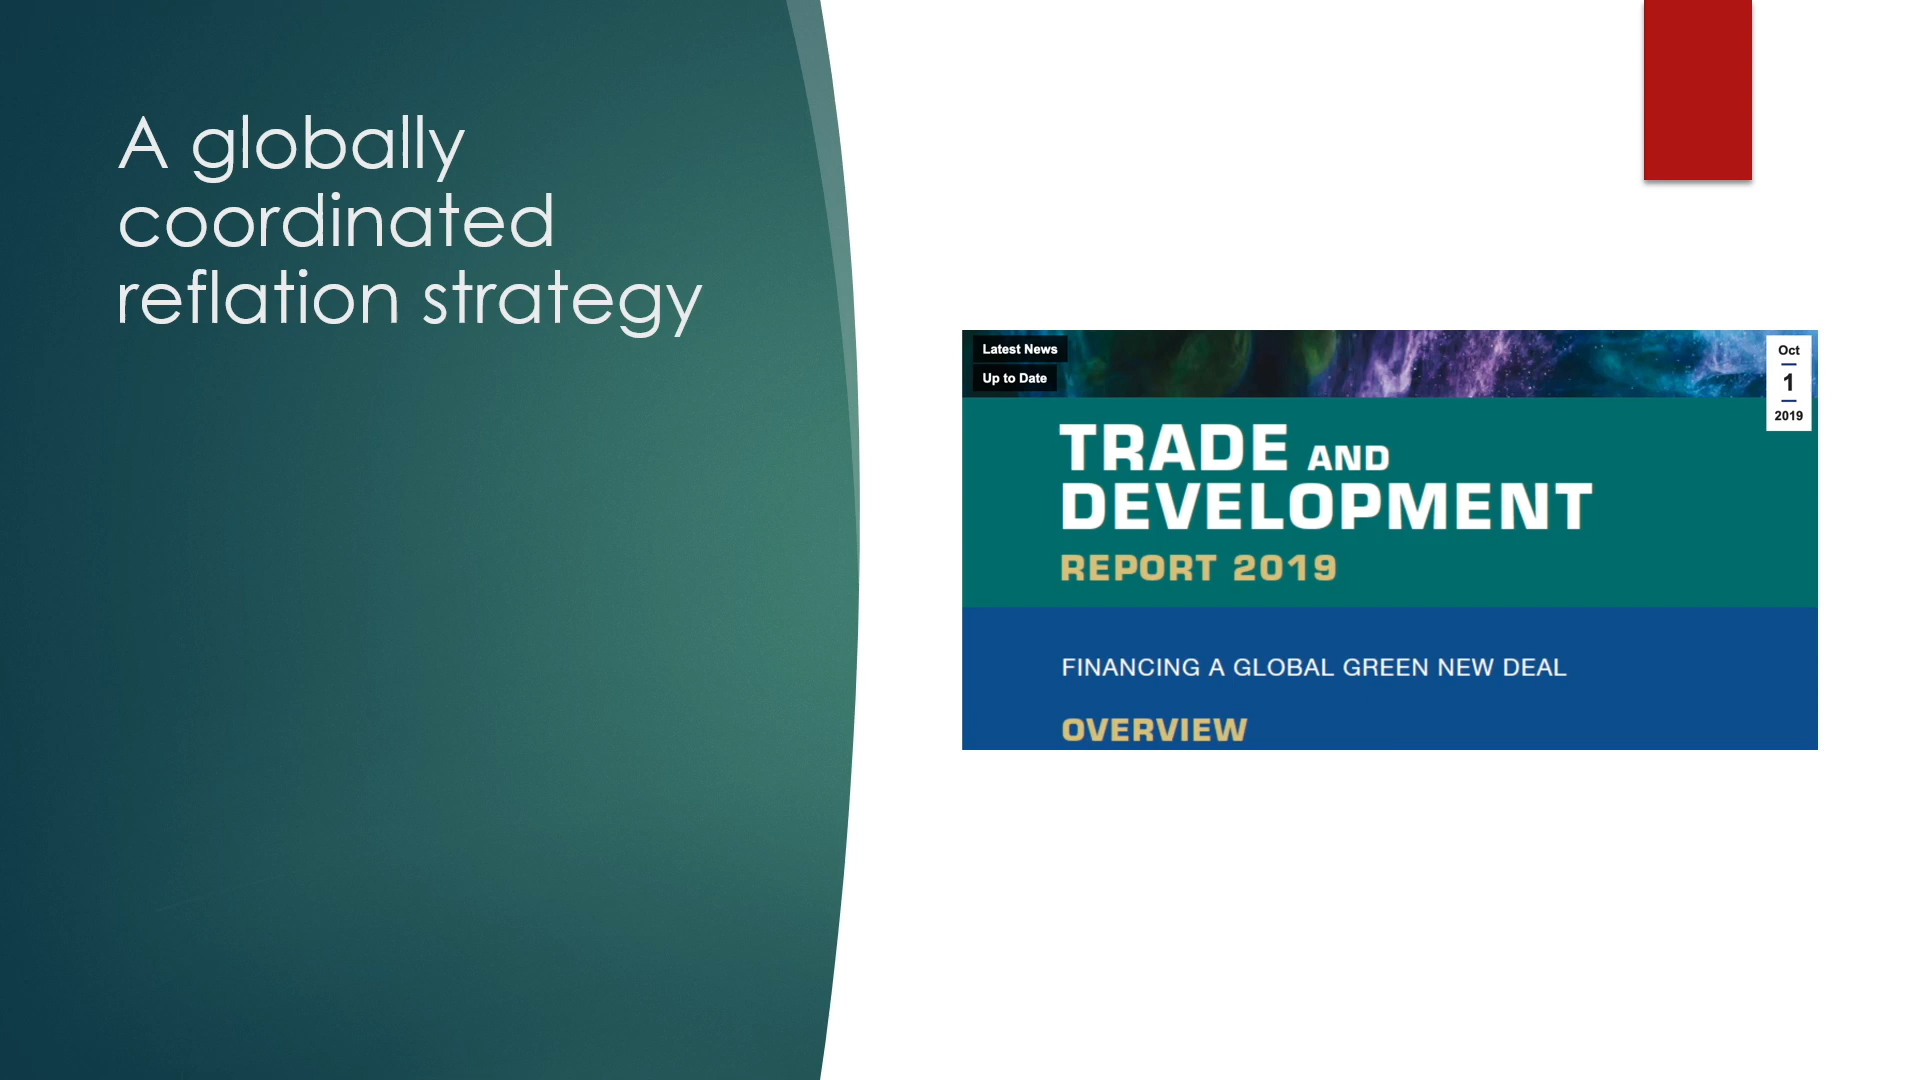 A globally
coordinated
reflation strategy
Latest News
Up to Date
Oct
1
2019
TRADE AND
DEVELOPMENT
REPORT 2019
FINANCING A GLOBAL GREEN NEW DEAL
OVERVIEW